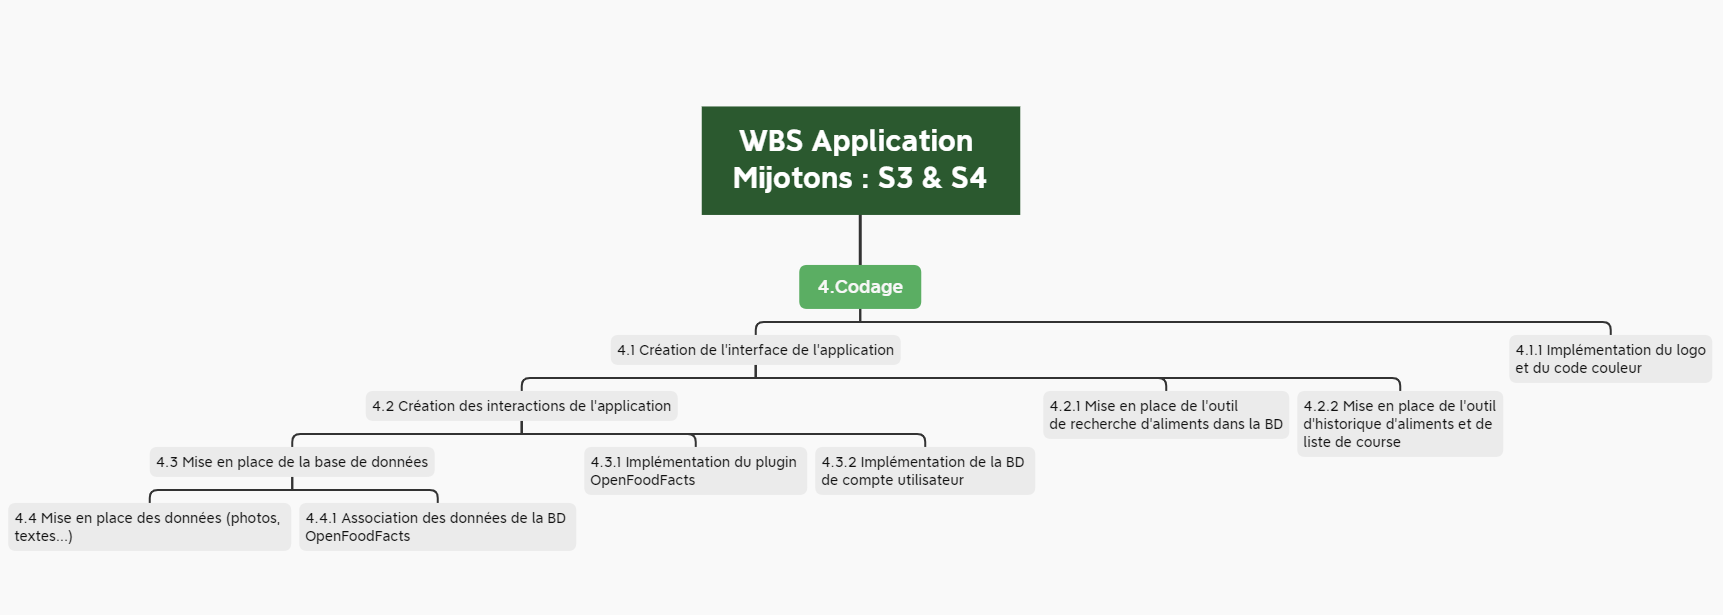 WBS Application
Mijotons : S3 & S4
4.Codage
4.1 Création de l'interface de l'application
4.1.1 Implémentation du logo
et du code couleur
4.2 Création des interactions de l'application
4.2.1 Mise en place de l'outil
de recherche d'aliments dans la BD
4.2.2 Mise en place de l'outil
d'historique d'aliments et de
liste de course
4.3 Mise en place de la base de données
4.3.1 Implémentation du plugin
OpenFoodFacts
4.3.2 Implémentation de la BD
de compte utilisateur
4.4 Mise en place des données (photos,
textes...)
4.4.1 Association des données de la BD
OpenFoodFacts